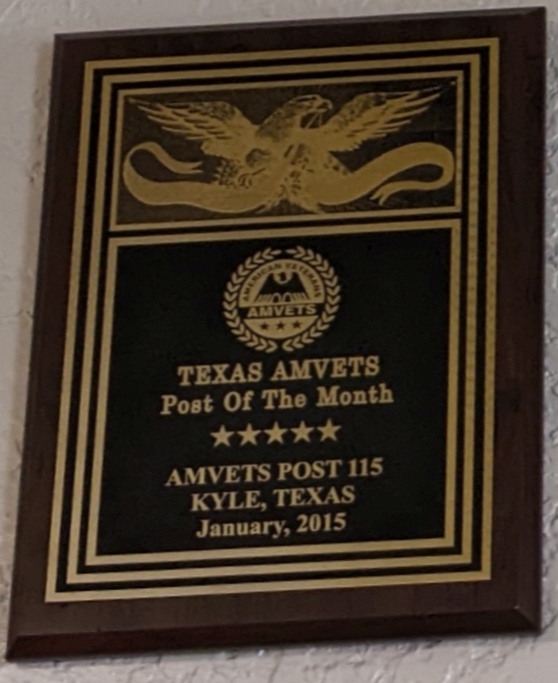 AMERICAN VETERANS
AMVETS
TEXAS AMVETS
Post Of The Month
AMVETS POST 115
KYLE, TEXAS
January, 2015